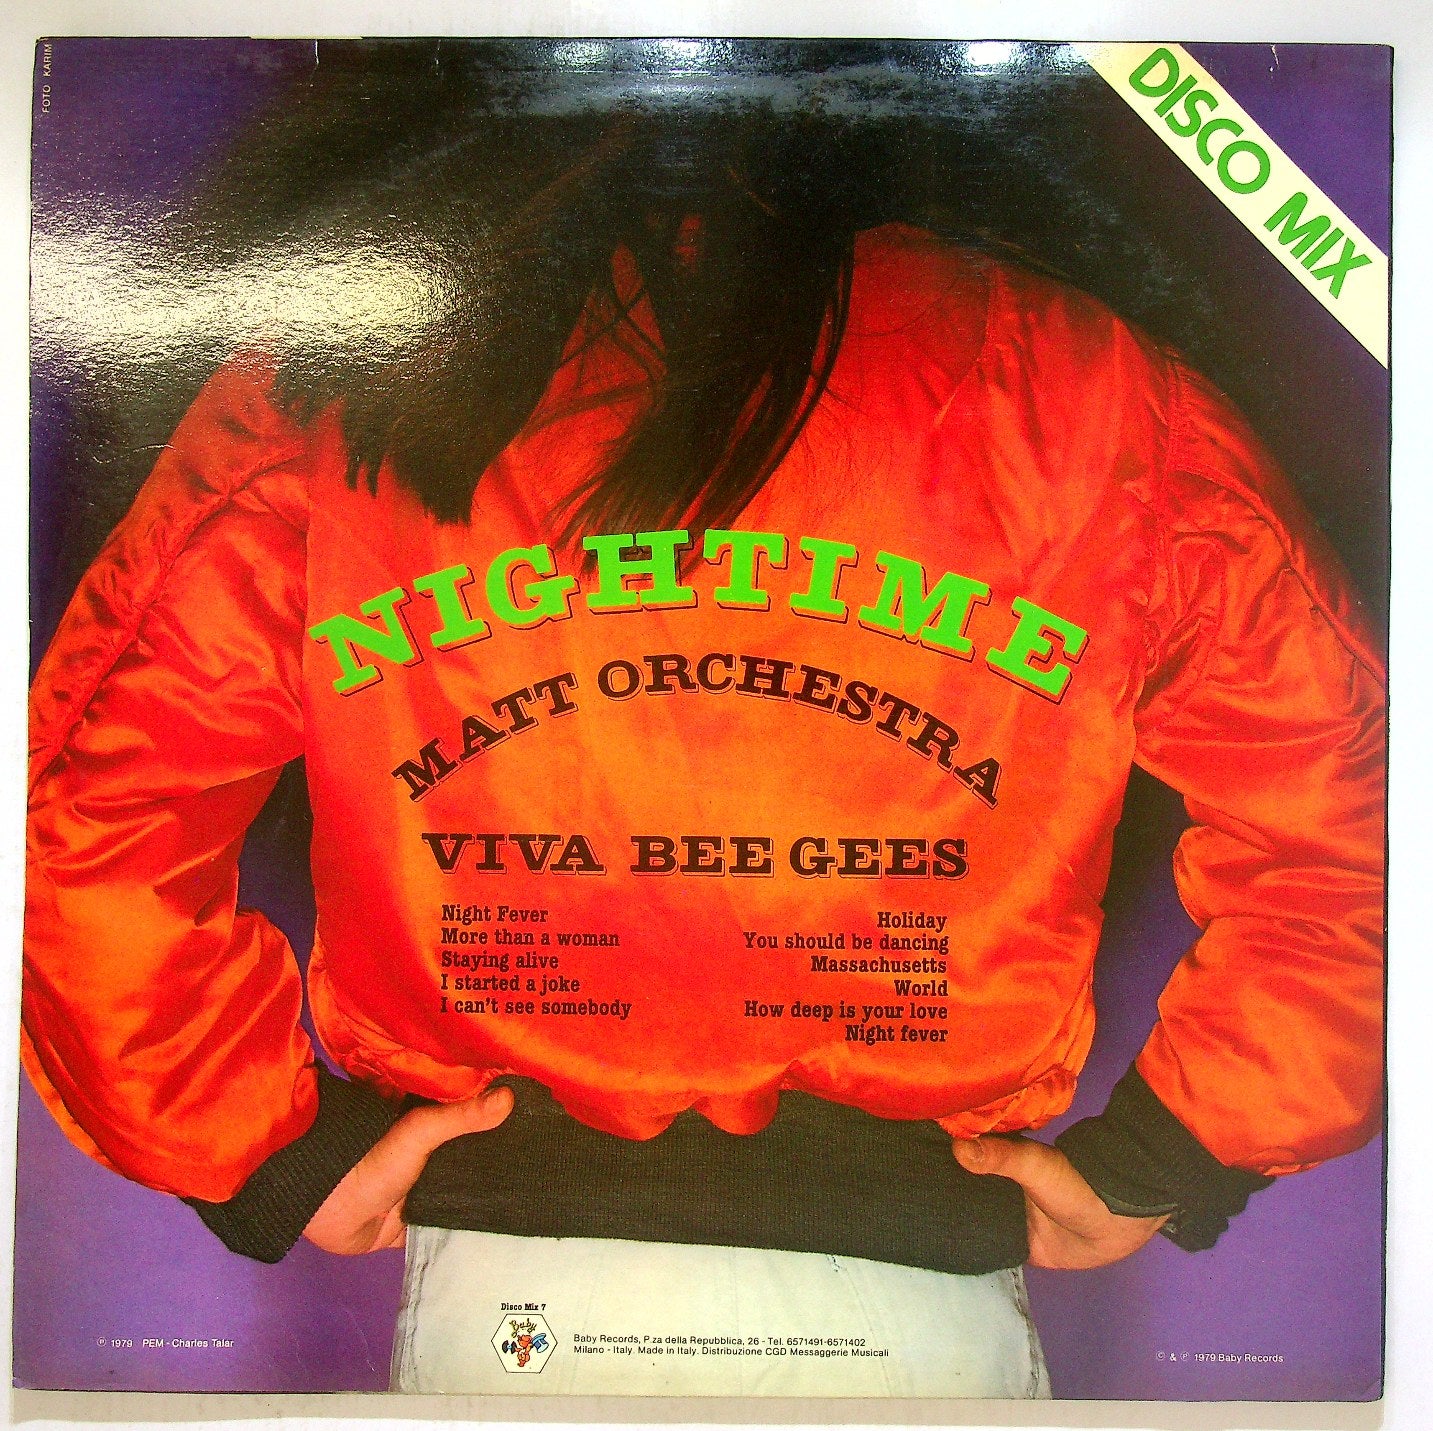 FOTO KARIM
DISCO MIX
NIGHTIME
MATT ORCHESTRA
VIVA BEE GEES
Night Fever
More than a woman
Staying alive
I started a joke
I can't see somebody
Holiday
You should be dancing
Massachusetts
World
How deep is your love
Night fever
Disco Mix 7
Baby
Baby Records, P.za della Repubblica, 26 - Tel. 6571491-6571402
Milano - Italy. Made in Italy. Distribuzione CGD Messaggerie Musicali
℗ 1979 PEM - Charles Talar
© & ℗ 1979 Baby Records